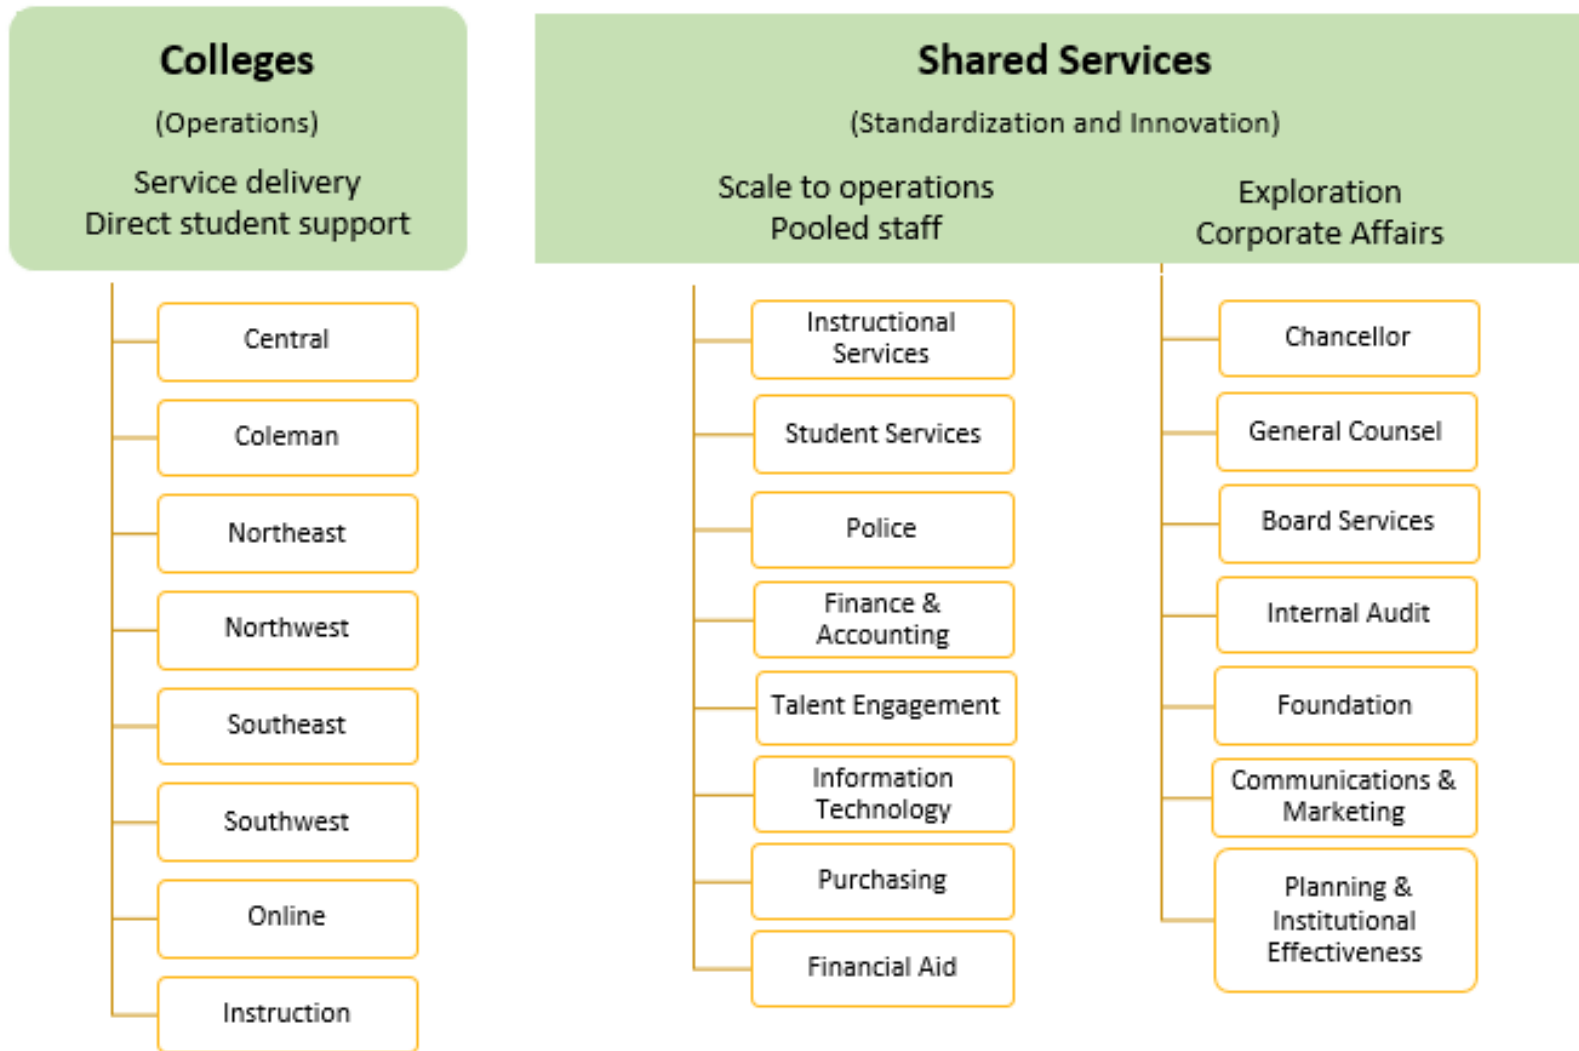 Colleges
(Operations)
Service delivery
Direct student support
Central
Coleman
Northeast
Northwest
Southeast
Southwest
Online
Instruction
Shared Services
(Standardization and Innovation)
Scale to operations
Pooled staff
Instructional
Services
Student Services
Police
Finance &
Accounting
Talent Engagement
Information
Technology
Purchasing
Financial Aid
Exploration
Corporate Affairs
Chancellor
General Counsel
Board Services
Internal Audit
Foundation
Communications &
Marketing
Planning &
Institutional
Effectiveness